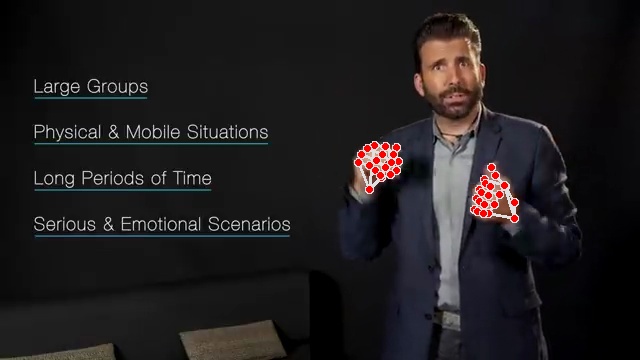 Large Groups
Physical & Mobile Situations
Long Periods of Time
Serious & Emotional Scenarios